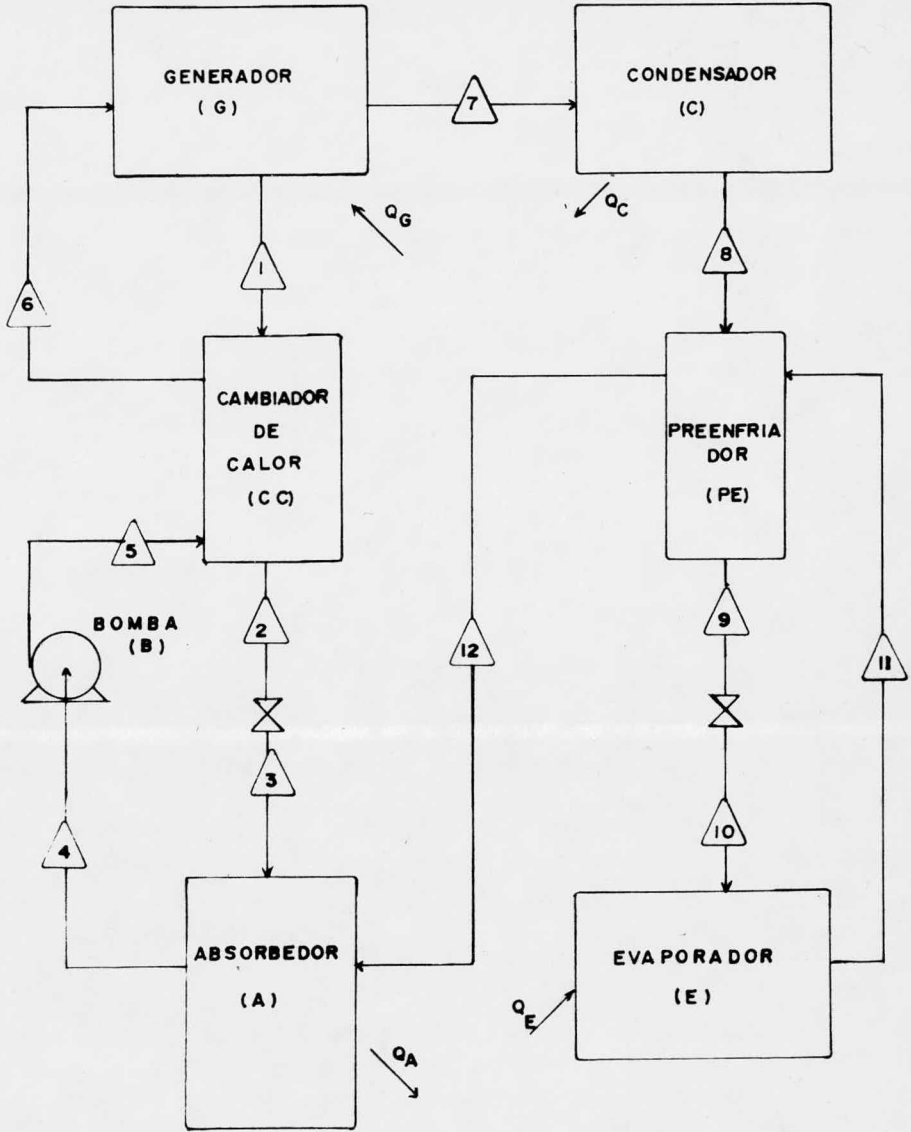 GENERADOR
(G)
7
CONDENSADOR
(C)
Q_G
Q_C
1
8
6
CAMBIADOR
DE
CALOR
(CC)
PREENFRIA
DOR
(PE)
5
2
9
12
11
BOMBA
(B)
3
4
10
ABSORBEDOR
(A)
EVAPORADOR
(E)
Q_E
Q_A